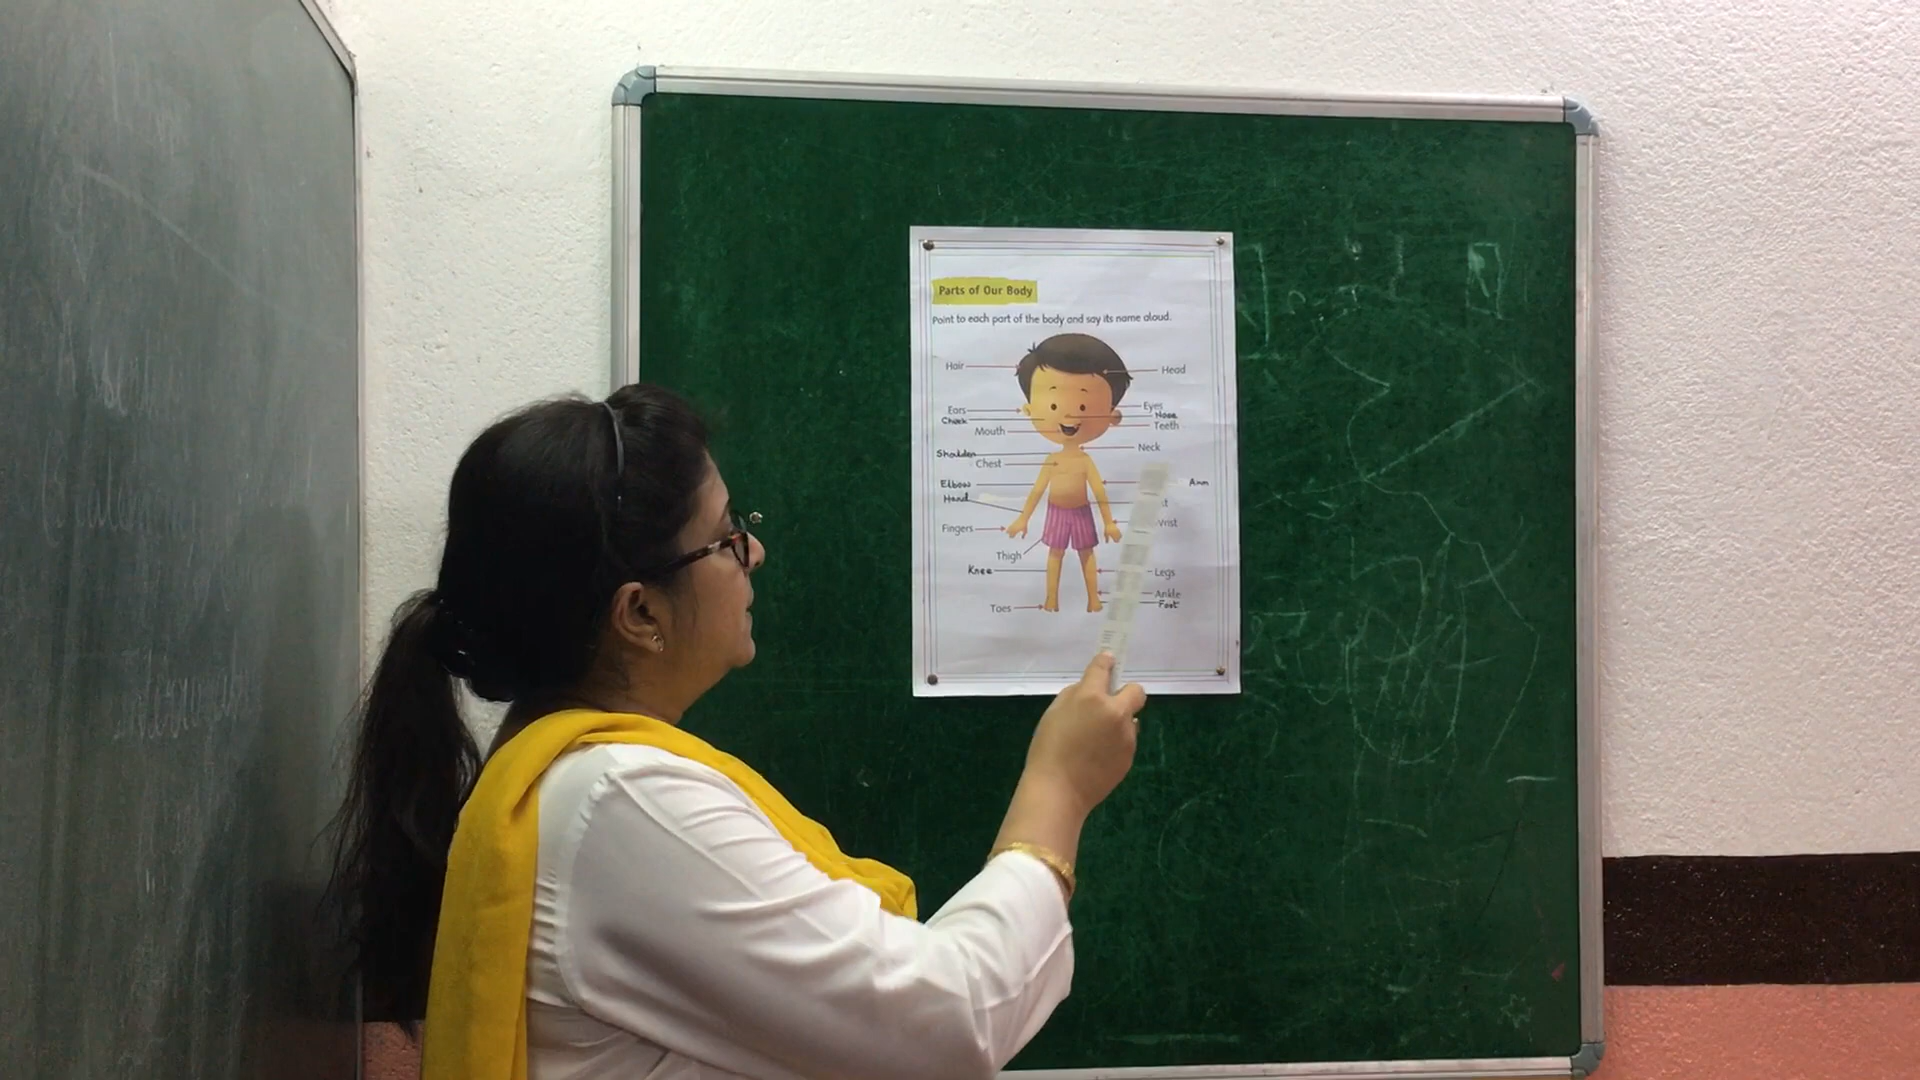 Parts of Our Body
Point to each part of the body and say its name aloud.
Hair
Head
Ears
Eyes
Cheek
Nose
Mouth
Teeth
Shoulder
Neck
Chest
Elbow
Arm
Hand
Fingers
Thigh
Knee
Legs
Ankle
Toes
Foot